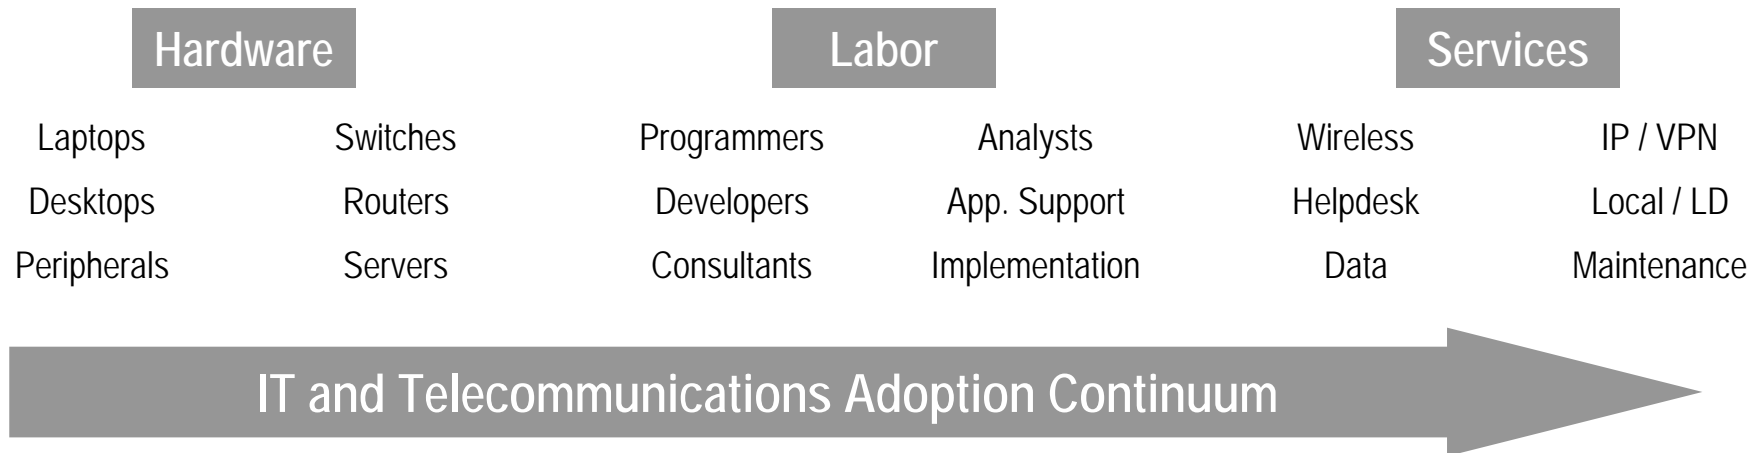 Hardware Labor Services
Laptops Switches Programmers Analysts Wireless IP / VPN
Desktops Routers Developers App. Support Helpdesk Local / LD
Peripherals Servers Consultants Implementation Data Maintenance
IT and Telecommunications Adoption Continuum